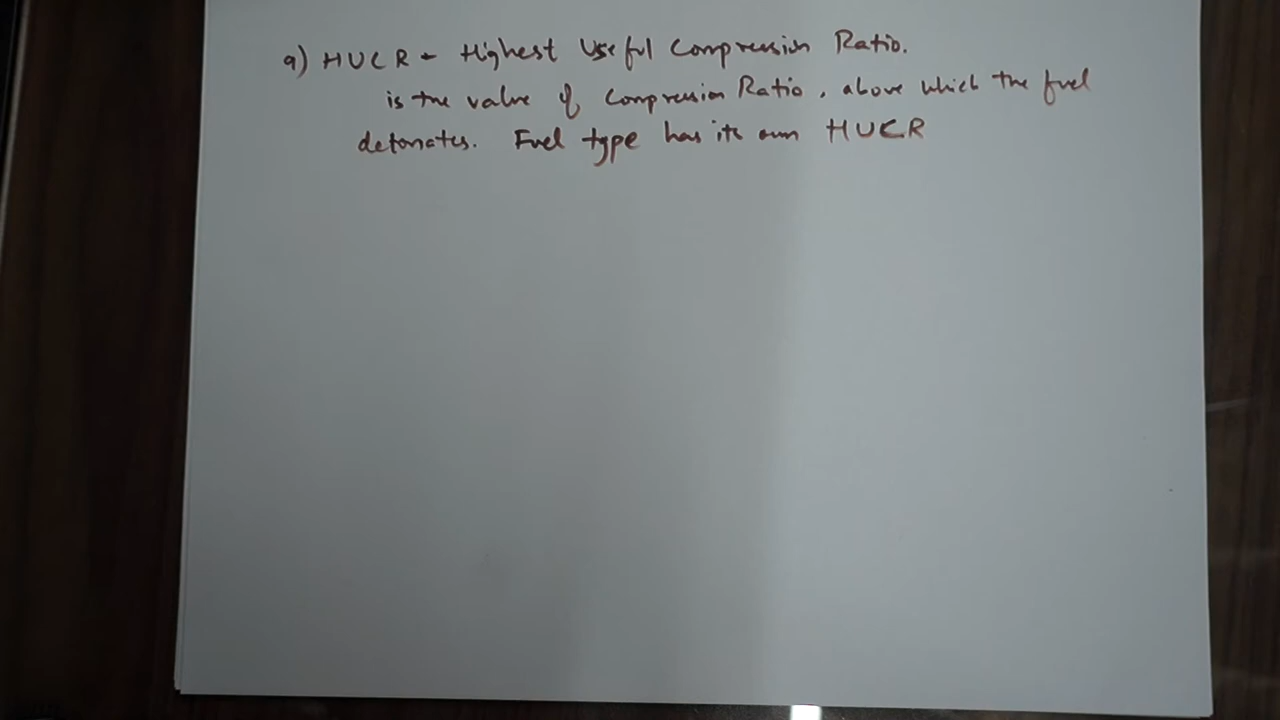 a) HUCR - Highest Useful Compression Ratio.
is the value of Compression Ratio, above which the fuel
detonates. Fuel type has its own HUCR